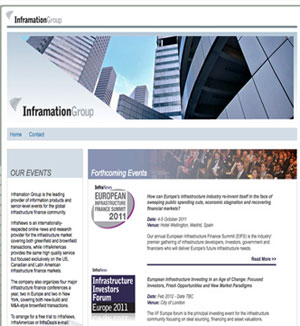 InframationGroup
InframationGroup
Home
Contact
OUR EVENTS
Inframation Group is the leading
provider of information products and
senior-level events for the global
infrastructure finance community.
InfraNews is an internationally-
respected online news and research
provider for the infrastructure market
covering both greenfield and brownfield
transactions, while InfraAmericas
provides the same high quality service
but focused exclusively on the US,
Canadian and Latin American
infrastructure finance markets.
The company also organizes four major
infrastructure finance conferences a
year, two in Europe and two in New
York, covering both new-build and
M&A-style brownfield transactions.
To arrange for a free trial to InfraNews,
InfraAmericas or InfraDeals e-mail
Forthcoming Events
InfraNews
EUROPEAN
INFRASTRUCTURE
FINANCE SUMMIT
2011
How can Europe's infrastructure industry re-invent itself in the face of
sweeping public spending cuts, economic stagnation and recovering
financial markets?
Date: 4-5 October 2011
Venue: Hotel Wellington, Madrid, Spain
Our annual European Infrastructure Finance Summit (EIFS) is the industry'
premier gathering of infrastructure developers, investors, government and
financiers who will deliver Europe's future infrastructure needs.
Read More >>
InfraNews
Infrastructure
Investors
Forum
Europe 2011
European Infrastructure Investing in an Age of Change: Focused
Investors, Fresh Opportunities and New Market Paradigms
Date: Feb 2012 - Date TBC
Venue: City of London
The IIF Europe forum is the principal investing event for the infrastructure
community focusing on deal sourcing, financing and asset valuations.